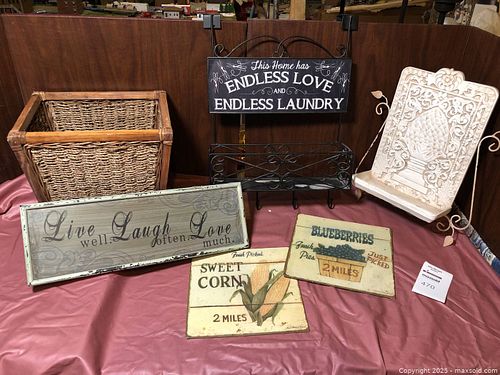 This Home has
ENDLESS LOVE
AND
ENDLESS LAUNDRY
Live Laugh Love
well. often. much.
Fresh Picked
SWEET
CORN
2 MILES
BLUEBERRIES
Fresh
JUST
PICKED
2 MILES
470
Copyright 2025 - maxsold.com